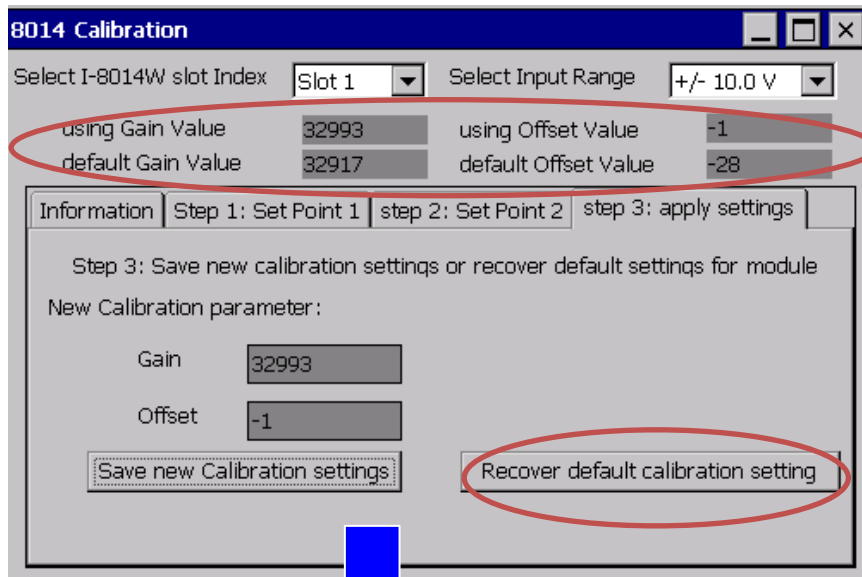 8014 Calibration
Select I-8014W slot Index Slot 1 Select Input Range +/- 10.0 V
using Gain Value 32993 using Offset Value -1
default Gain Value 32917 default Offset Value -28
Information Step 1: Set Point 1 step 2: Set Point 2 step 3: apply settings
Step 3: Save new calibration settings or recover default settings for module
New Calibration parameter:
Gain 32993
Offset -1
Save new Calibration settings Recover default calibration setting